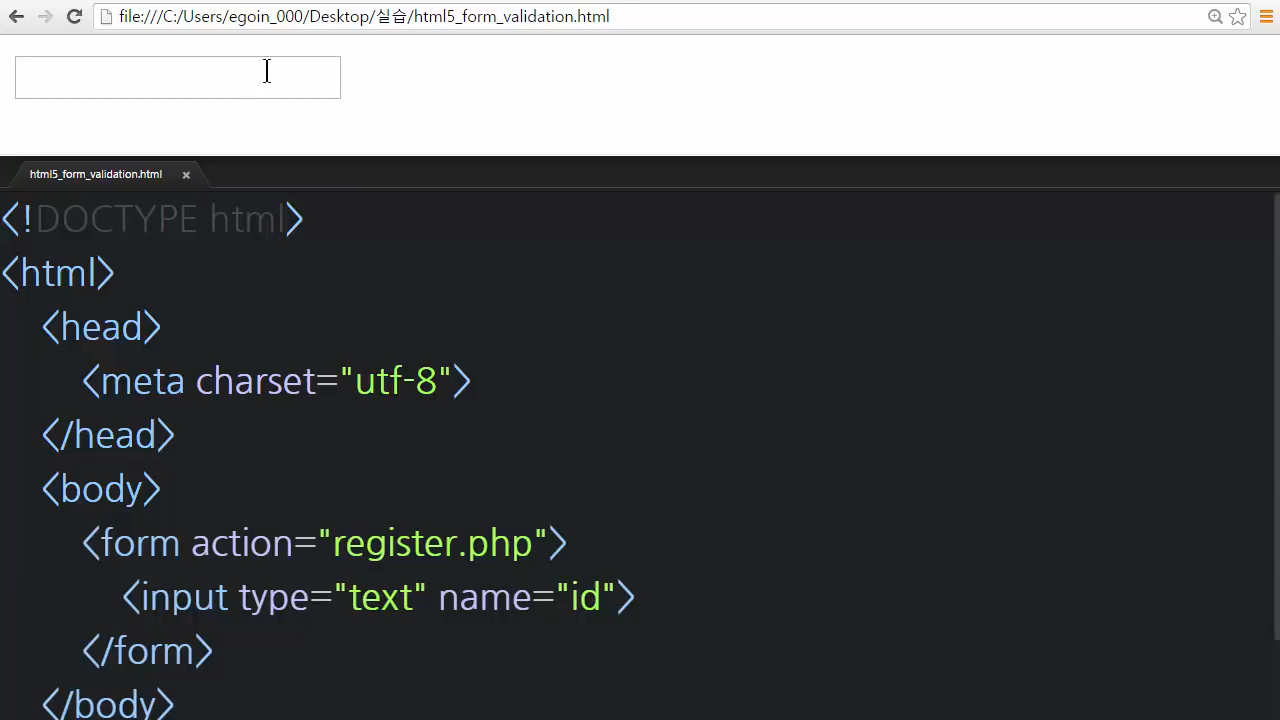 file:///C:/Users/egoin_000/Desktop/실습/html5_form_validation.html
html5_form_validation.html ×
<!DOCTYPE html>
<html>
<head>
<meta charset="utf-8">
</head>
<body>
<form action="register.php">
<input type="text" name="id">
</form>
</body>